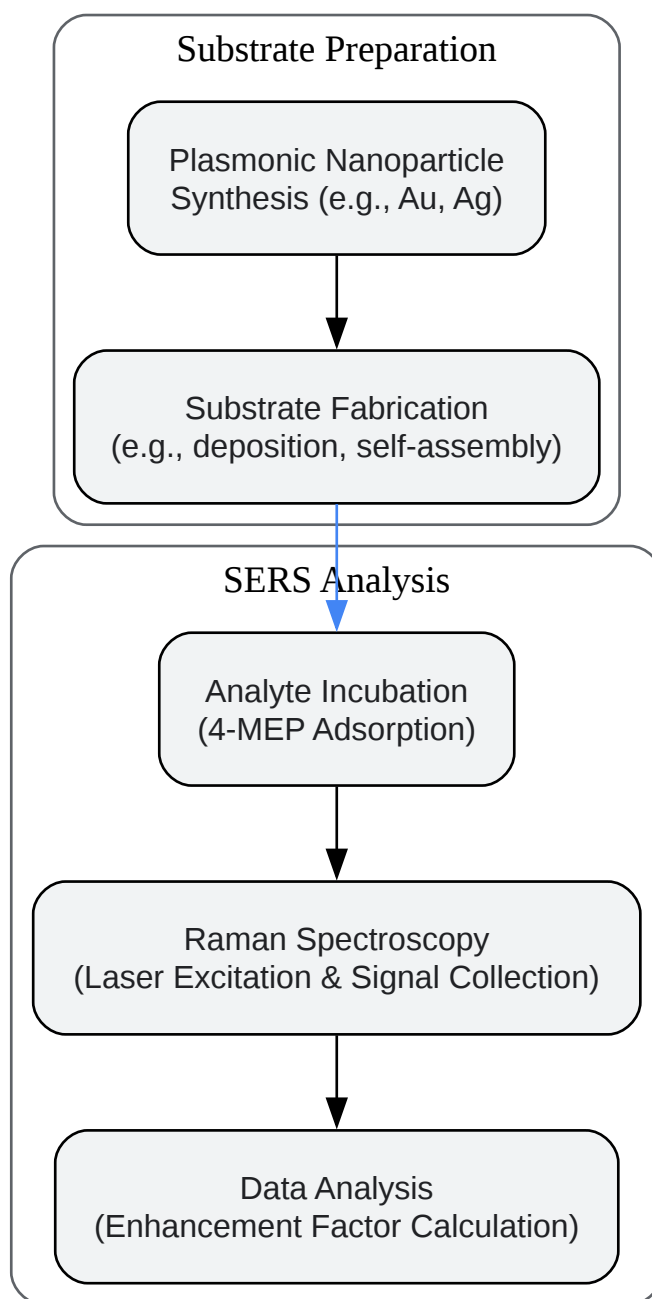 Substrate Preparation
Plasmonic Nanoparticle
Synthesis (e.g., Au, Ag)
Substrate Fabrication
(e.g., deposition, self-assembly)
SERS Analysis
Analyte Incubation
(4-MEP Adsorption)
Raman Spectroscopy
(Laser Excitation & Signal Collection)
Data Analysis
(Enhancement Factor Calculation)